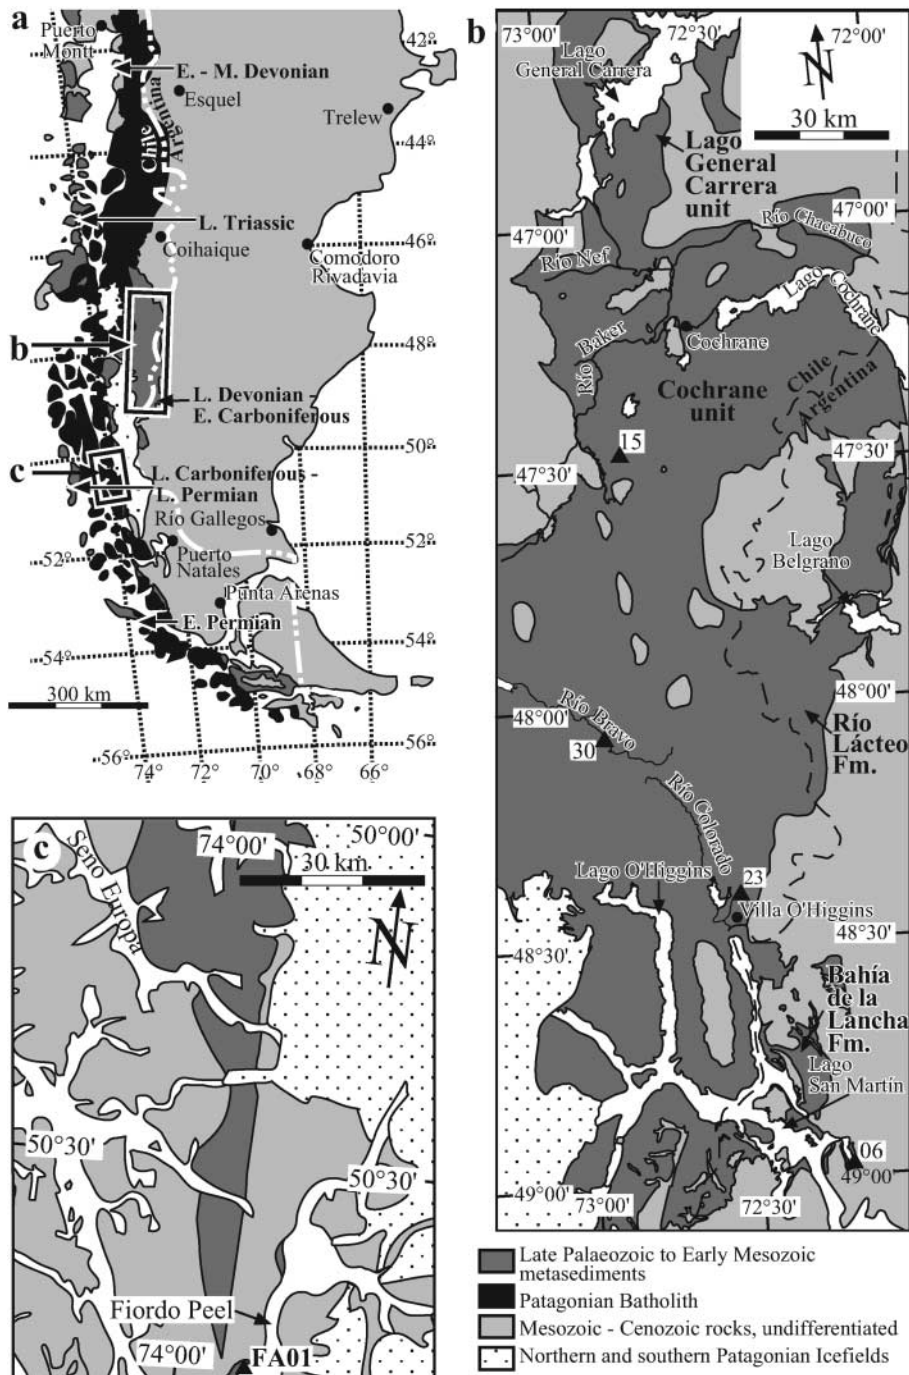 a
Puerto
Montt
42°
E. - M. Devonian
Esquel
Trelew
Chile
Argentina
44°
L. Triassic
Coihaique
46°
Comodoro
Rivadavia
b
48°
L. Devonian -
E. Carboniferous
50°
c
L. Carboniferous -
L. Permian
Río Gallegos
52°
52°
Puerto
Natales
Punta Arenas
E. Permian
54°
54°
300 km
56°
56°
74°
72°
70°
68°
66°
b
73°00'
72°30'
72°00'
Lago
General Carrera
N
30 km
Lago
General
Carrera
unit
47°00'
47°00'
Río Chacabuco
Río Nef
Lago Cochrane
Río Baker
Cochrane
Chile
Argentina
Cochrane
unit
15
47°30'
47°30'
Lago
Belgrano
48°00'
48°00'
Río Bravo
30
Río
Lácteo
Fm.
Río Colorado
Lago O'Higgins
23
Villa O'Higgins
48°30'
48°30'
Bahía
de la
Lancha
Fm.
Lago
San Martín
06
49°00'
49°00'
73°00'
72°30'
c
Seno Europa
74°00'
50°00'
30 km
N
50°30'
50°30'
Fiordo Peel
74°00'
FA01
Late Palaeozoic to Early Mesozoic
metasediments
Patagonian Batholith
Mesozoic - Cenozoic rocks, undifferentiated
Northern and southern Patagonian Icefields